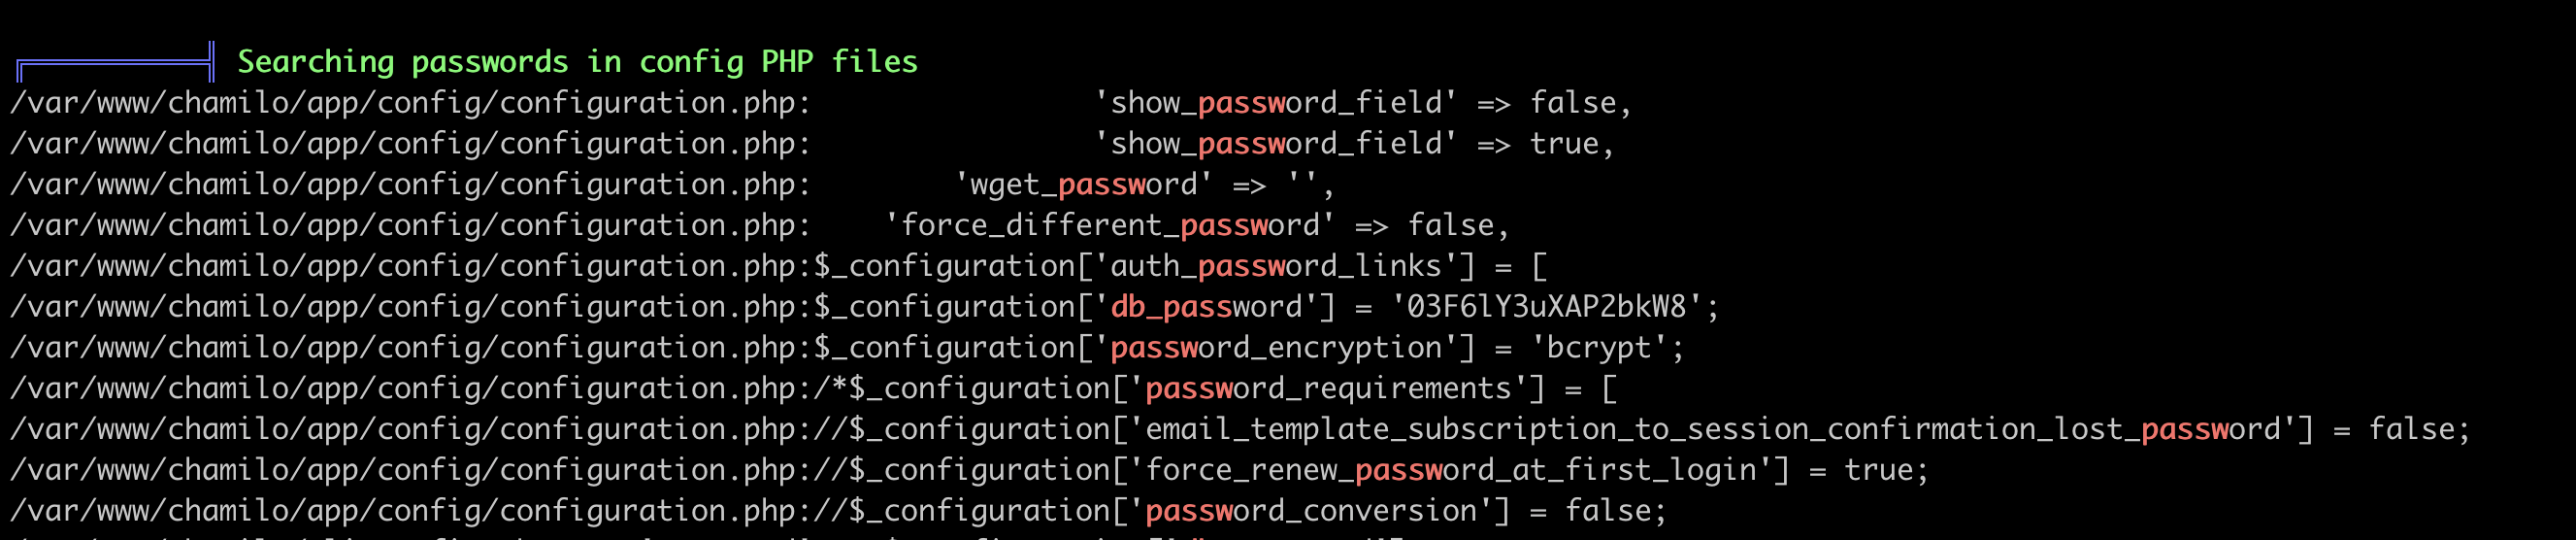 Searching passwords in config PHP files
/var/www/chamilo/app/config/configuration.php:                'show_password_field' => false,
/var/www/chamilo/app/config/configuration.php:                'show_password_field' => true,
/var/www/chamilo/app/config/configuration.php:        'wget_password' => '',
/var/www/chamilo/app/config/configuration.php:    'force_different_password' => false,
/var/www/chamilo/app/config/configuration.php:$_configuration['auth_password_links'] = [
/var/www/chamilo/app/config/configuration.php:$_configuration['db_password'] = '03F6lY3uXAP2bkW8';
/var/www/chamilo/app/config/configuration.php:$_configuration['password_encryption'] = 'bcrypt';
/var/www/chamilo/app/config/configuration.php:/*$_configuration['password_requirements'] = [
/var/www/chamilo/app/config/configuration.php://$_configuration['email_template_subscription_to_session_confirmation_lost_password'] = false;
/var/www/chamilo/app/config/configuration.php://$_configuration['force_renew_password_at_first_login'] = true;
/var/www/chamilo/app/config/configuration.php://$_configuration['password_conversion'] = false;